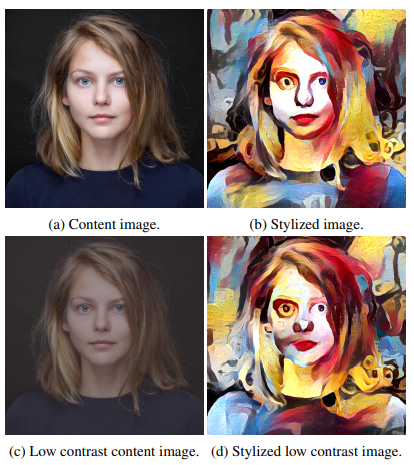 (a) Content image.
(b) Stylized image.
(c) Low contrast content image.
(d) Stylized low contrast image.